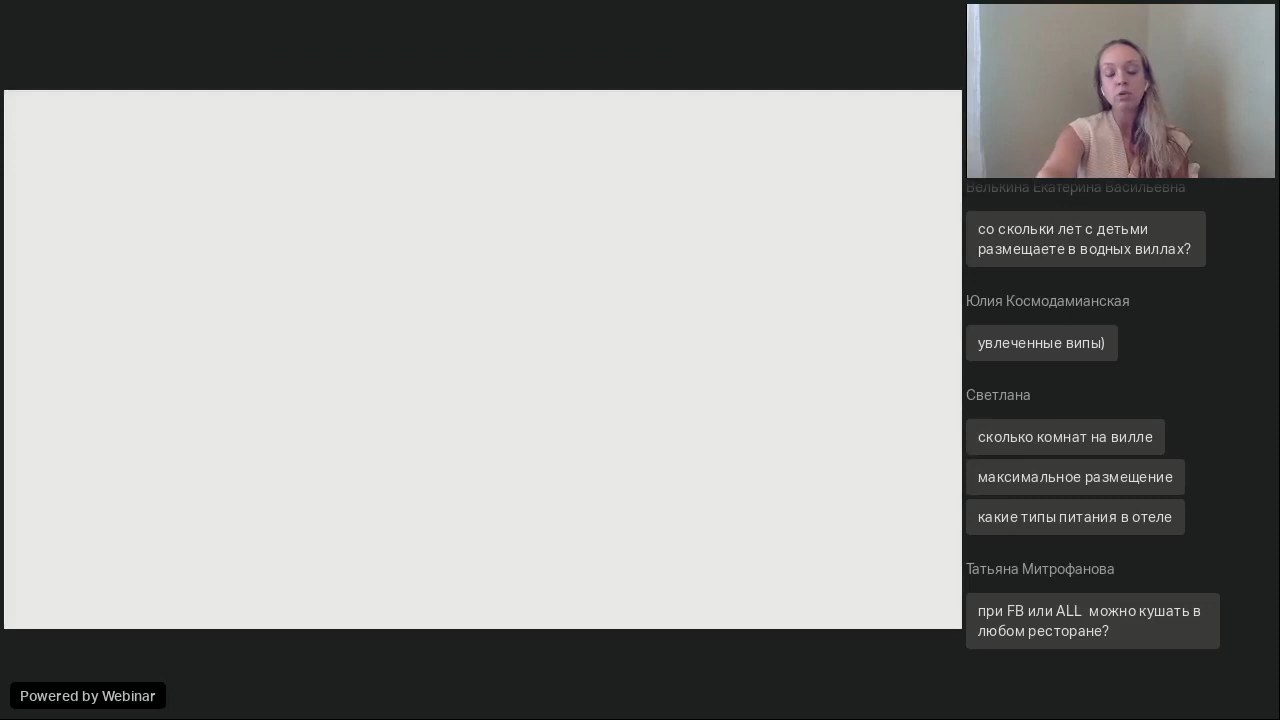 Велькина Екатерина Васильевна
со скольки лет с детьми
размещаете в водных виллах?
Юлия Космодамианская
увлеченные випы)
Светлана
сколько комнат на вилле
максимальное размещение
какие типы питания в отеле
Татьяна Митрофанова
при FB или ALL можно кушать в
любом ресторане?
Powered by Webinar